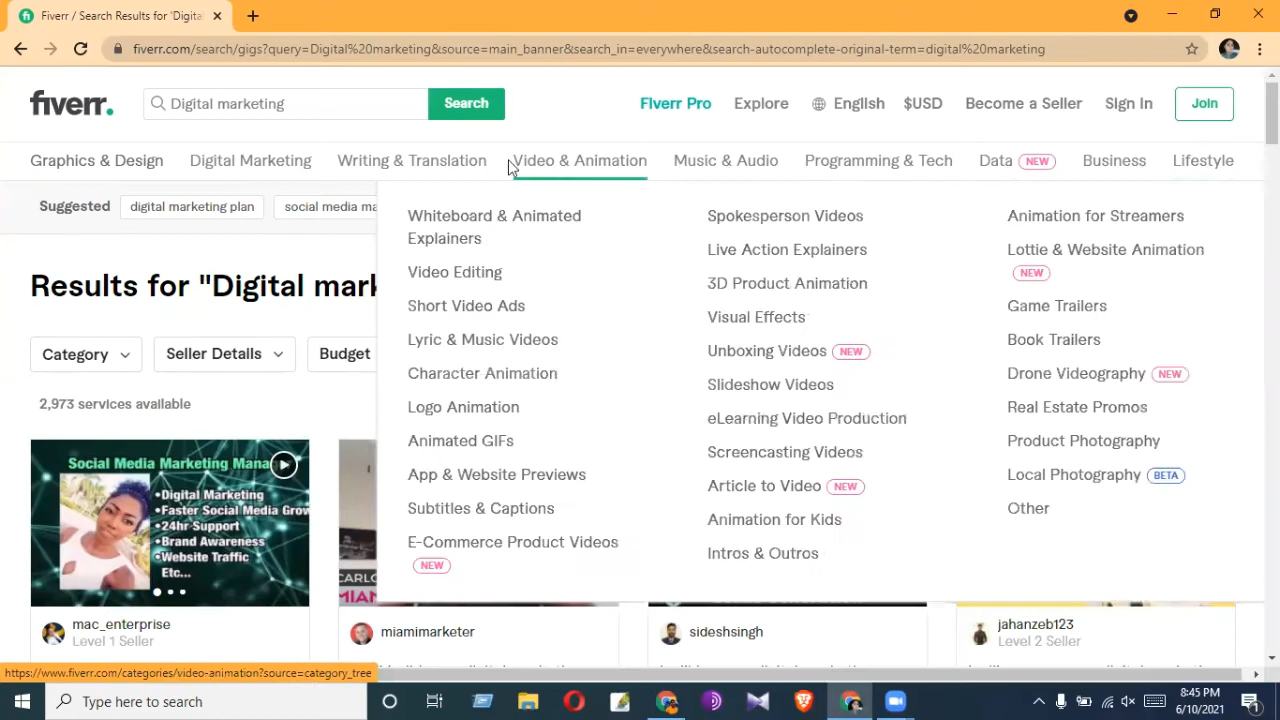 Fiverr / Search Results for 'Digita
fiverr.com/search/gigs?query=Digital%20marketing&source=main_banner&search_in=everywhere&search-autocomplete-original-term=digital%20marketing
fiverr.
Digital marketing
Search
Fiverr Pro
Explore
English
$USD
Become a Seller
Sign In
Join
Graphics & Design
Digital Marketing
Writing & Translation
Video & Animation
Music & Audio
Programming & Tech
Data NEW
Business
Lifestyle
Suggested
digital marketing plan
social media ma
Results for "Digital mark
Category
Seller Details
Budget
2,973 services available
Whiteboard & Animated
Explainers
Video Editing
Short Video Ads
Lyric & Music Videos
Character Animation
Logo Animation
Animated GIFs
App & Website Previews
Subtitles & Captions
E-Commerce Product Videos
NEW
Spokesperson Videos
Live Action Explainers
3D Product Animation
Visual Effects
Unboxing Videos NEW
Slideshow Videos
eLearning Video Production
Screencasting Videos
Article to Video NEW
Animation for Kids
Intros & Outros
Animation for Streamers
Lottie & Website Animation
NEW
Game Trailers
Book Trailers
Drone Videography NEW
Real Estate Promos
Product Photography
Local Photography BETA
Other
Social Media Marketing Mana
•Digital Marketing
•Faster Social Media Grow
•24hr Support
•Brand Awareness
•Website Traffic
Etc...
CARLO
MIAMI
mac_enterprise
Level 1 Seller
miamimarketer
sideshsingh
jahanzeb123
Level 2 Seller
https://www.fiverr.com/categories/video-animation?source=category_tree
Type here to search
8:45 PM
6/10/2021
1